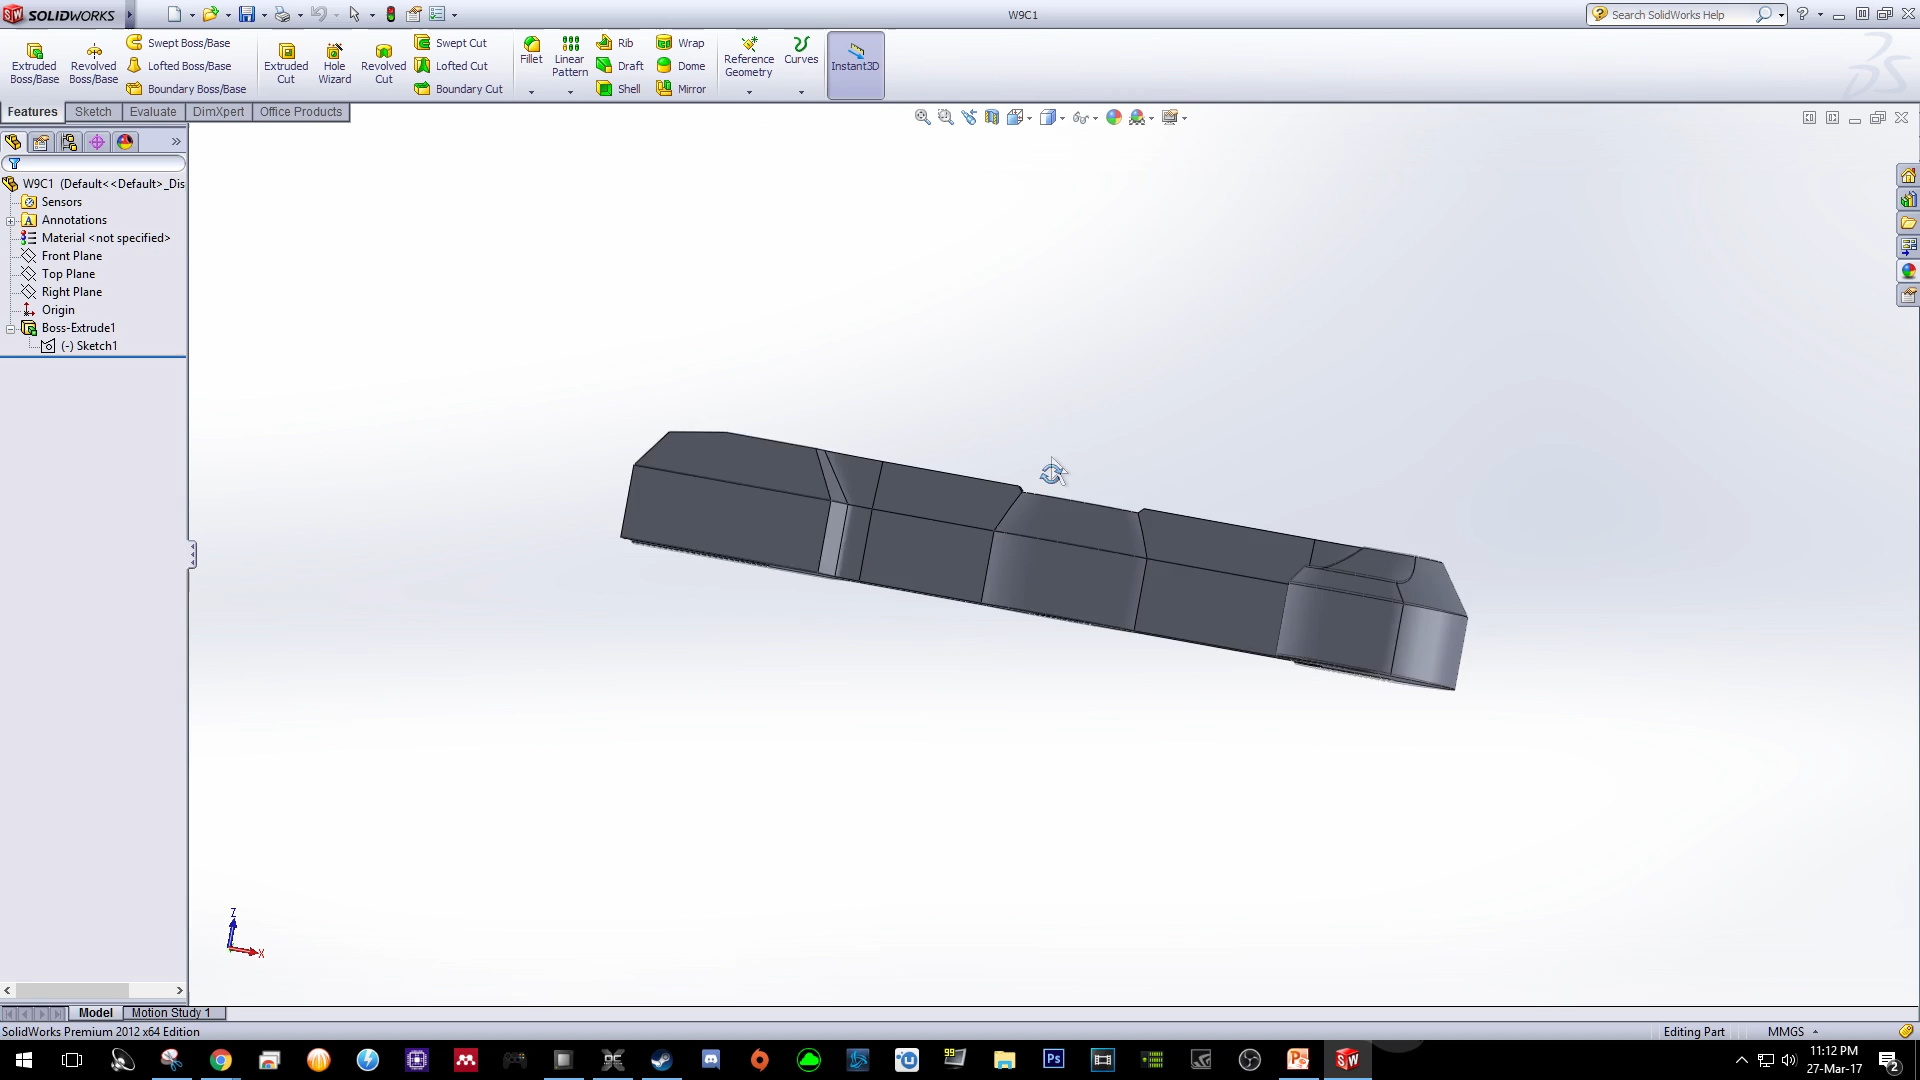 SOLIDWORKS
W9C1
Search SolidWorks Help
Extruded Boss/Base
Revolved Boss/Base
Swept Boss/Base
Lofted Boss/Base
Boundary Boss/Base
Extruded Cut
Hole Wizard
Revolved Cut
Swept Cut
Lofted Cut
Boundary Cut
Fillet
Linear Pattern
Rib
Draft
Shell
Wrap
Dome
Mirror
Reference Geometry
Curves
Instant3D
Features Sketch Evaluate DimXpert Office Products
W9C1 (Default<<Default>_Dis
Sensors
Annotations
Material <not specified>
Front Plane
Top Plane
Right Plane
Origin
Boss-Extrude1
(-) Sketch1
Z
X
Model Motion Study 1
SolidWorks Premium 2012 x64 Edition
Editing Part MMGS
99
Ps
11:12 PM
27-Mar-17
2